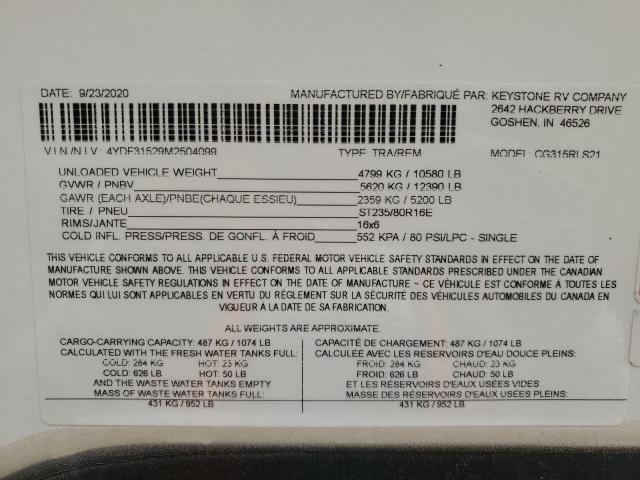 DATE: 9/23/2020 MANUFACTURED BY/FABRIQUÉ PAR: KEYSTONE RV COMPANY
2642 HACKBERRY DRIVE
GOSHEN, IN 46526
V I N / N I V : 4YDF31529M2504099 TYPE: TRA/REM MODEL: CG315RLS21
UNLOADED VEHICLE WEIGHT 4799 KG / 10580 LB
GVWR / PNBV 5620 KG / 12390 LB
GAWR (EACH AXLE)/PNBE(CHAQUE ESSIEU) 2359 KG / 5200 LB
TIRE / PNEU ST235/80R16E
RIMS/JANTE 16x6
COLD INFL. PRESS/PRESS. DE GONFL. À FROID 552 KPA / 80 PSI/LPC - SINGLE
THIS VEHICLE CONFORMS TO ALL APPLICABLE U.S. FEDERAL MOTOR VEHICLE SAFETY STANDARDS IN EFFECT ON THE DATE OF
MANUFACTURE SHOWN ABOVE. THIS VEHICLE CONFORMS TO ALL APPLICABLE STANDARDS PRESCRIBED UNDER THE CANADIAN
MOTOR VEHICLE SAFETY REGULATIONS IN EFFECT ON THE DATE OF MANUFACTURE ~ CE VÉHICULE EST CONFORME À TOUTES LES
NORMES QUI LUI SONT APPLICABLES EN VERTU DU RÈGLEMENT SUR LA SÉCURITÉ DES VÉHICULES AUTOMOBILES DU CANADA EN
VIGUEUR À LA DATE DE SA FABRICATION.
ALL WEIGHTS ARE APPROXIMATE.
CARGO-CARRYING CAPACITY: 487 KG / 1074 LB
CALCULATED WITH THE FRESH WATER TANKS FULL:
COLD: 284 KG HOT: 23 KG
COLD: 626 LB HOT: 50 LB
AND THE WASTE WATER TANKS EMPTY
MASS OF WASTE WATER TANKS FULL:
431 KG / 952 LB
CAPACITÉ DE CHARGEMENT: 487 KG / 1074 LB
CALCULÉE AVEC LES RESERVOIRS D'EAU DOUCE PLEINS:
FROID: 284 KG CHAUD: 23 KG
FROID: 626 LB CHAUD: 50 LB
ET LES RÉSERVOIRS D'EAUX USÉES VIDES
MASSE DES RESERVOIRS D'EAUX USÉES PLEINS:
431 KG / 952 LB